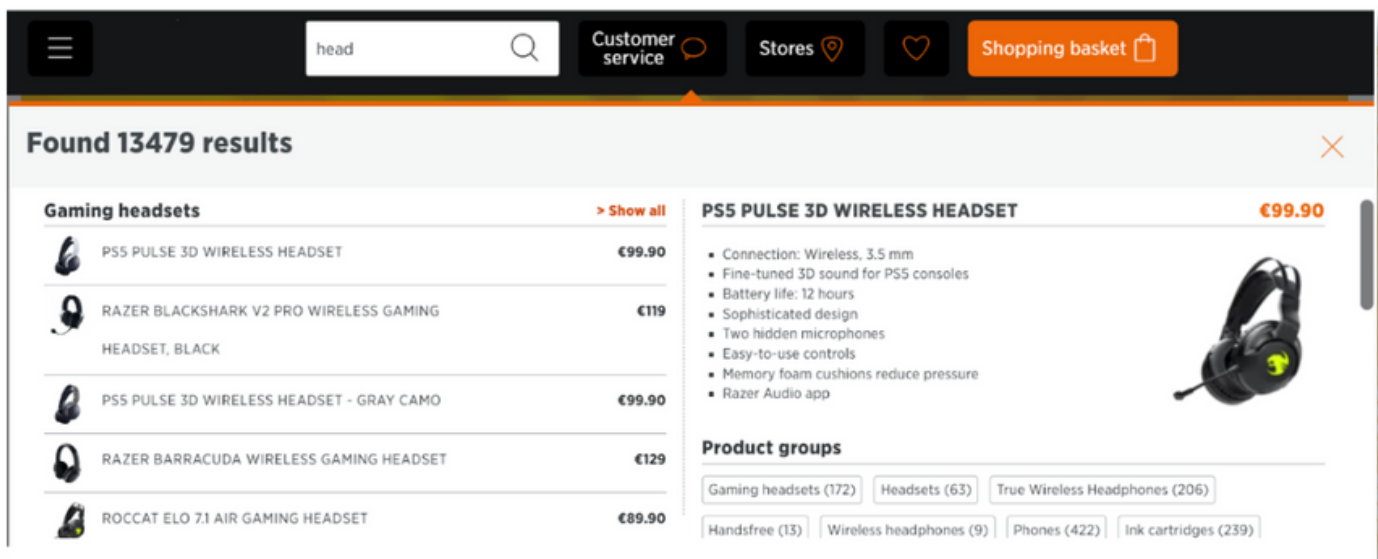 head
Customer
service
Stores
Shopping basket
Found 13479 results
Gaming headsets
> Show all
PS5 PULSE 3D WIRELESS HEADSET
€99.90
RAZER BLACKSHARK V2 PRO WIRELESS GAMING
HEADSET, BLACK
€119
PS5 PULSE 3D WIRELESS HEADSET - GRAY CAMO
€99.90
RAZER BARRACUDA WIRELESS GAMING HEADSET
€129
ROCCAT ELO 7.1 AIR GAMING HEADSET
€89.90
PS5 PULSE 3D WIRELESS HEADSET
€99.90
▪ Connection: Wireless, 3.5 mm
▪ Fine-tuned 3D sound for PS5 consoles
▪ Battery life: 12 hours
▪ Sophisticated design
▪ Two hidden microphones
▪ Easy-to-use controls
▪ Memory foam cushions reduce pressure
▪ Razer Audio app
Product groups
Gaming headsets (172) Headsets (63) True Wireless Headphones (206)
Handsfree (13) Wireless headphones (9) Phones (422) Ink cartridges (239)